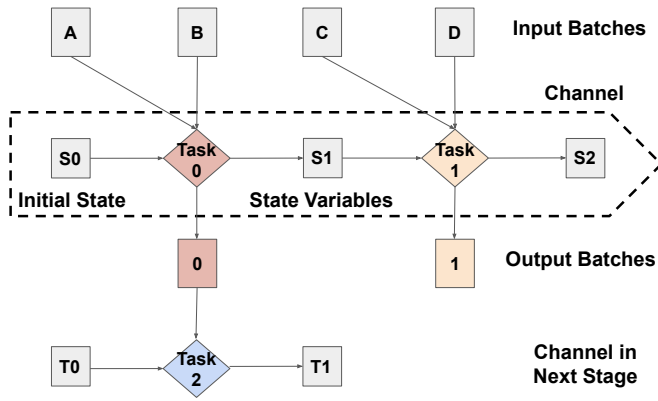 A
B
C
D
Input Batches
Channel
S0
Task
0
S1
Task
1
S2
Initial State
State Variables
0
1
Output Batches
T0
Task
2
T1
Channel in
Next Stage